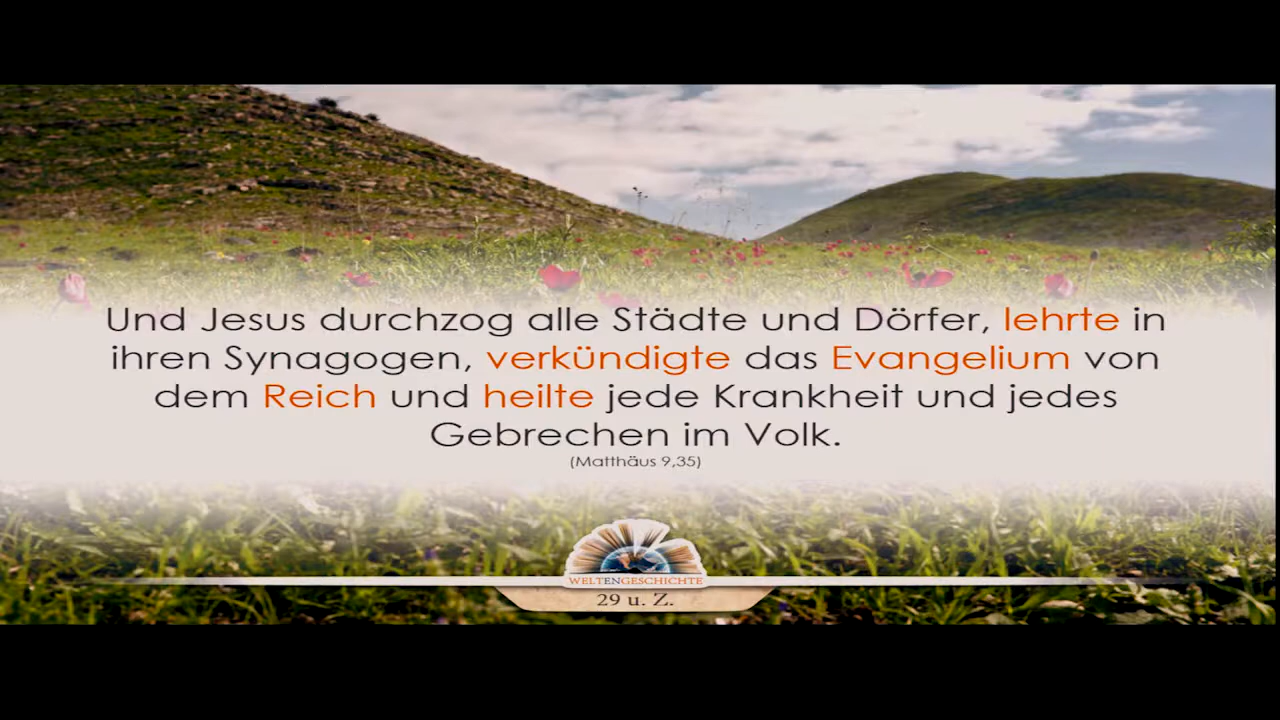 Und Jesus durchzog alle Städte und Dörfer, lehrte in
ihren Synagogen, verkündigte das Evangelium von
dem Reich und heilte jede Krankheit und jedes
Gebrechen im Volk.
(Matthäus 9,35)
WELTENGESCHICHTE
29 u. Z.